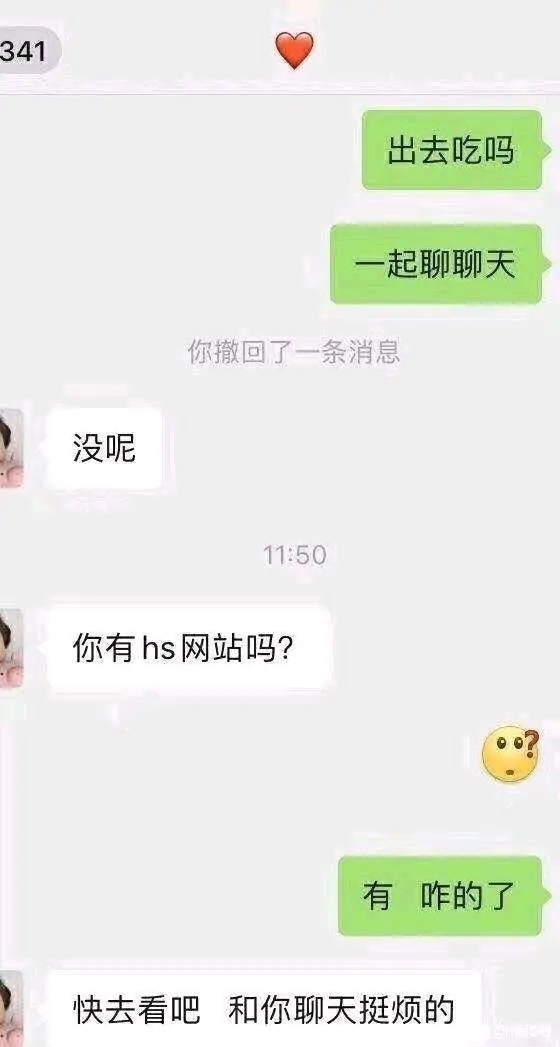 341
出去吃吗
一起聊聊天
你撤回了一条消息
没呢
11:50
你有hs网站吗?
有 咋的了
快去看吧 和你聊天挺烦的